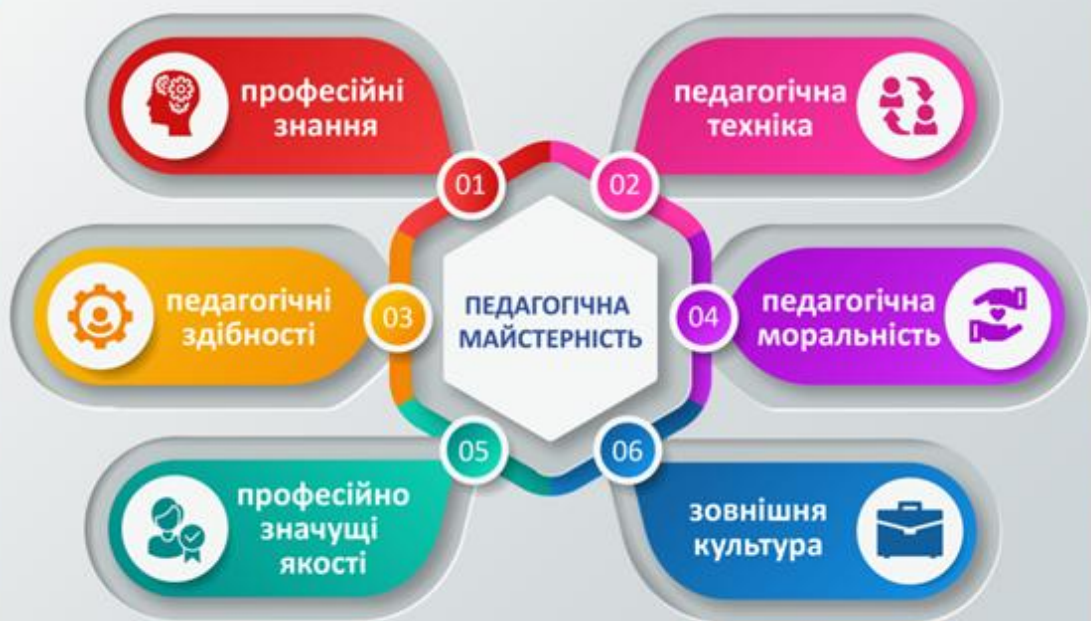 професійні
знання
01
педагогічна
техніка
02
педагогічні
здібності
03
ПЕДАГОГІЧНА
МАЙСТЕРНІСТЬ
04
педагогічна
моральність
05
професійно
значущі
якості
06
зовнішня
культура